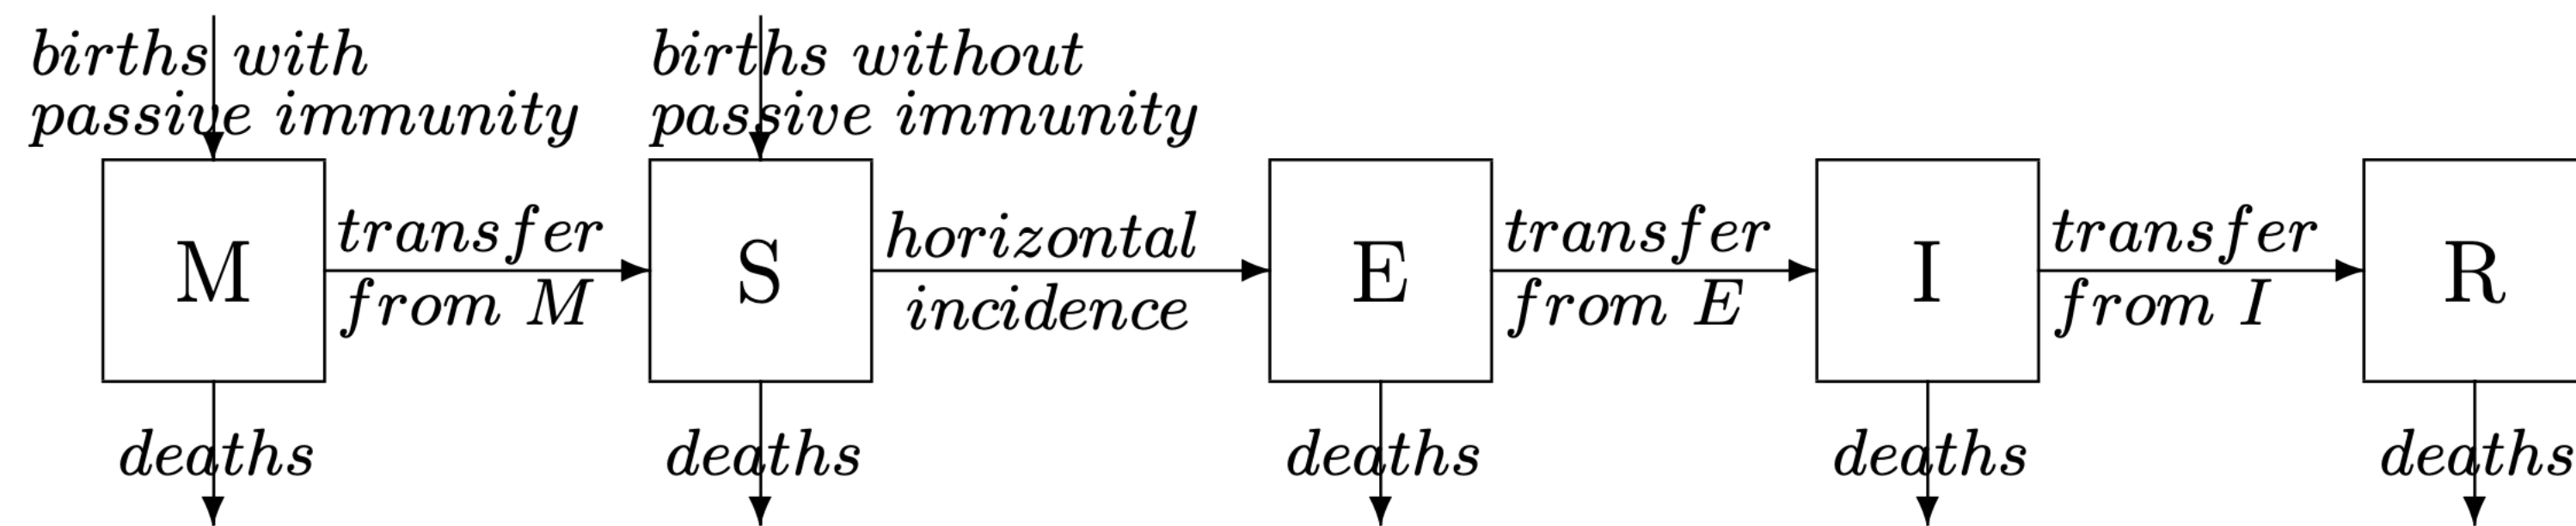 births with
passive immunity
births without
passive immunity
M
transfer
from M
S
horizontal
incidence
E
transfer
from E
I
transfer
from I
R
deaths
deaths
deaths
deaths
deaths